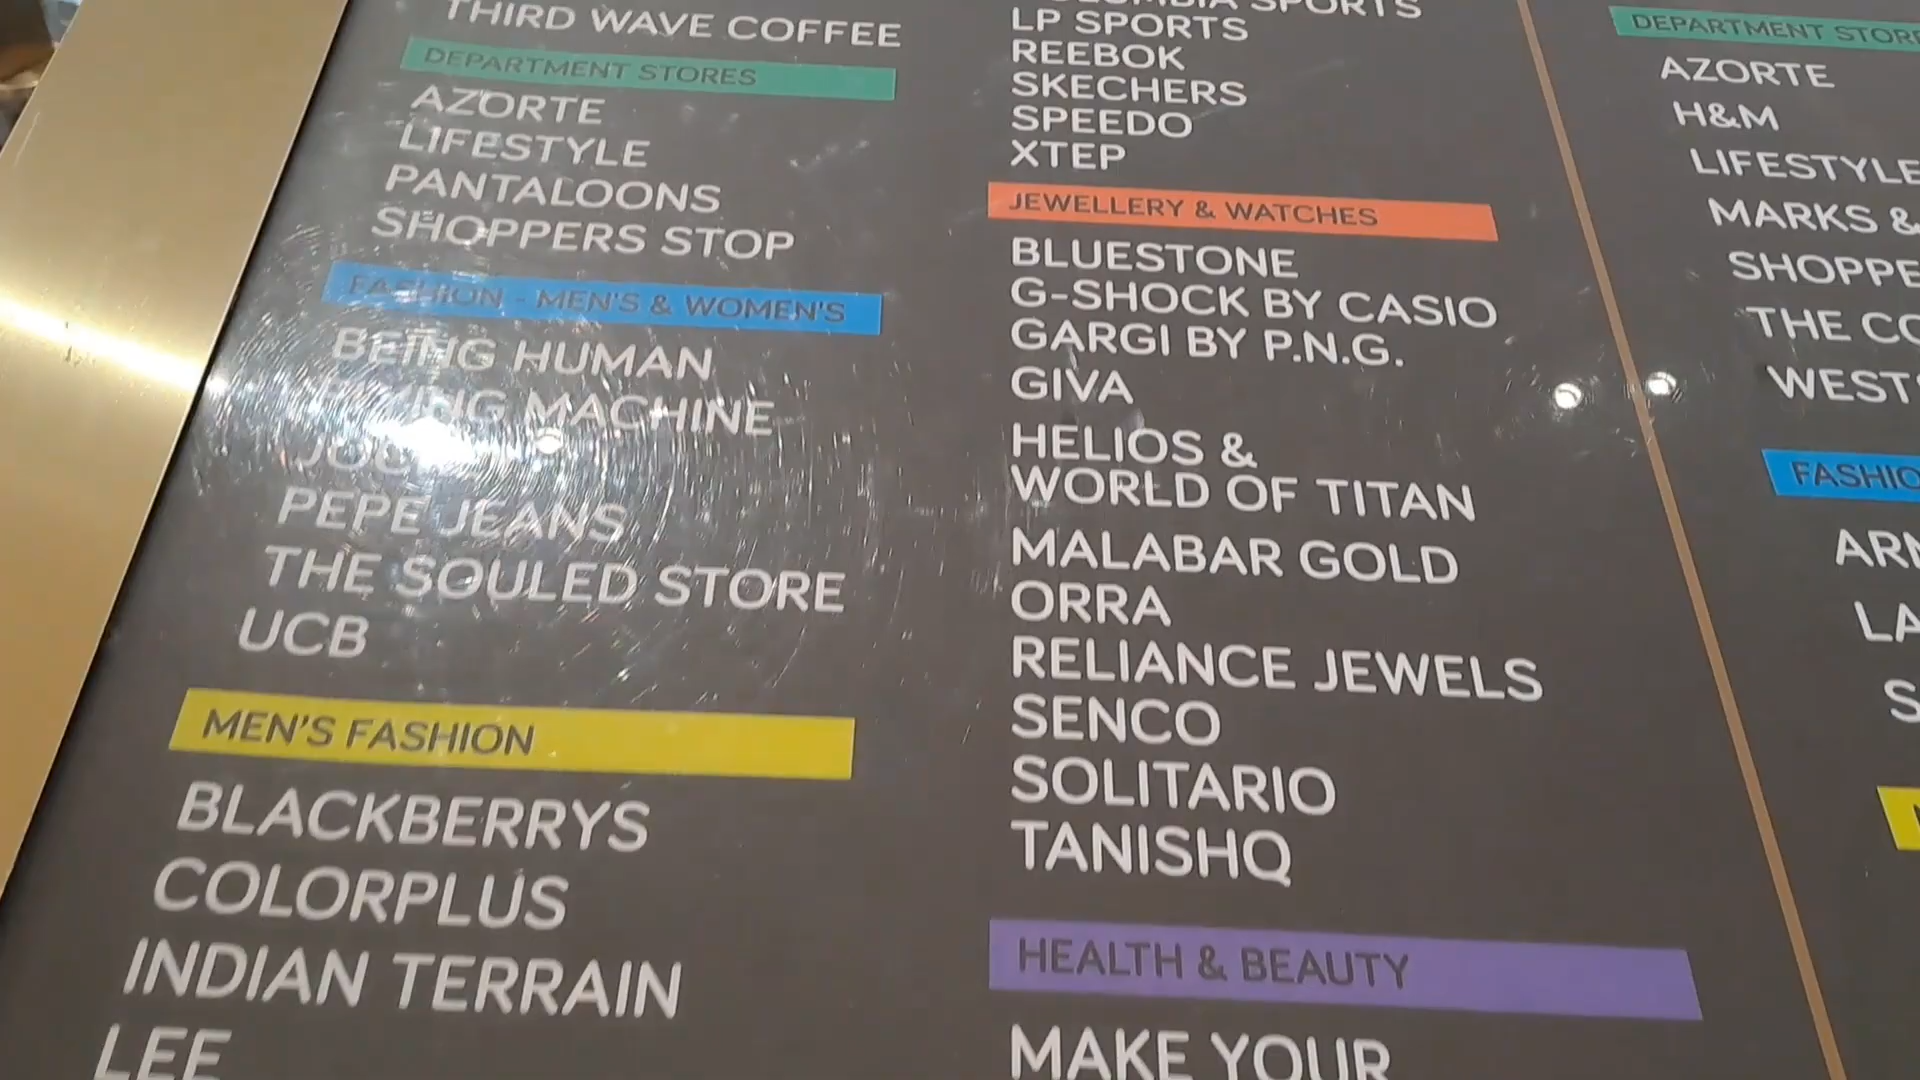 THIRD WAVE COFFEE
DEPARTMENT STORES
AZORTE
LIFESTYLE
PANTALOONS
SHOPPERS STOP
FASHION - MEN'S & WOMEN'S
BEING HUMAN
MACHINE
PEPE JEANS
THE SOULED STORE
UCB
MEN'S FASHION
BLACKBERRYS
COLORPLUS
INDIAN TERRAIN
LEE
SPORTS
LP SPORTS
REEBOK
SKECHERS
SPEEDO
XTEP
JEWELLERY & WATCHES
BLUESTONE
G-SHOCK BY CASIO
GARGI BY P.N.G.
GIVA
HELIOS &
WORLD OF TITAN
MALABAR GOLD
ORRA
RELIANCE JEWELS
SENCO
SOLITARIO
TANISHQ
HEALTH & BEAUTY
MAKE YOUR
DEPARTMENT STORE
AZORTE
H&M
LIFESTYLE
MARKS &
SHOPPE
THE CO
WEST
FASHIO
AR
LA
S